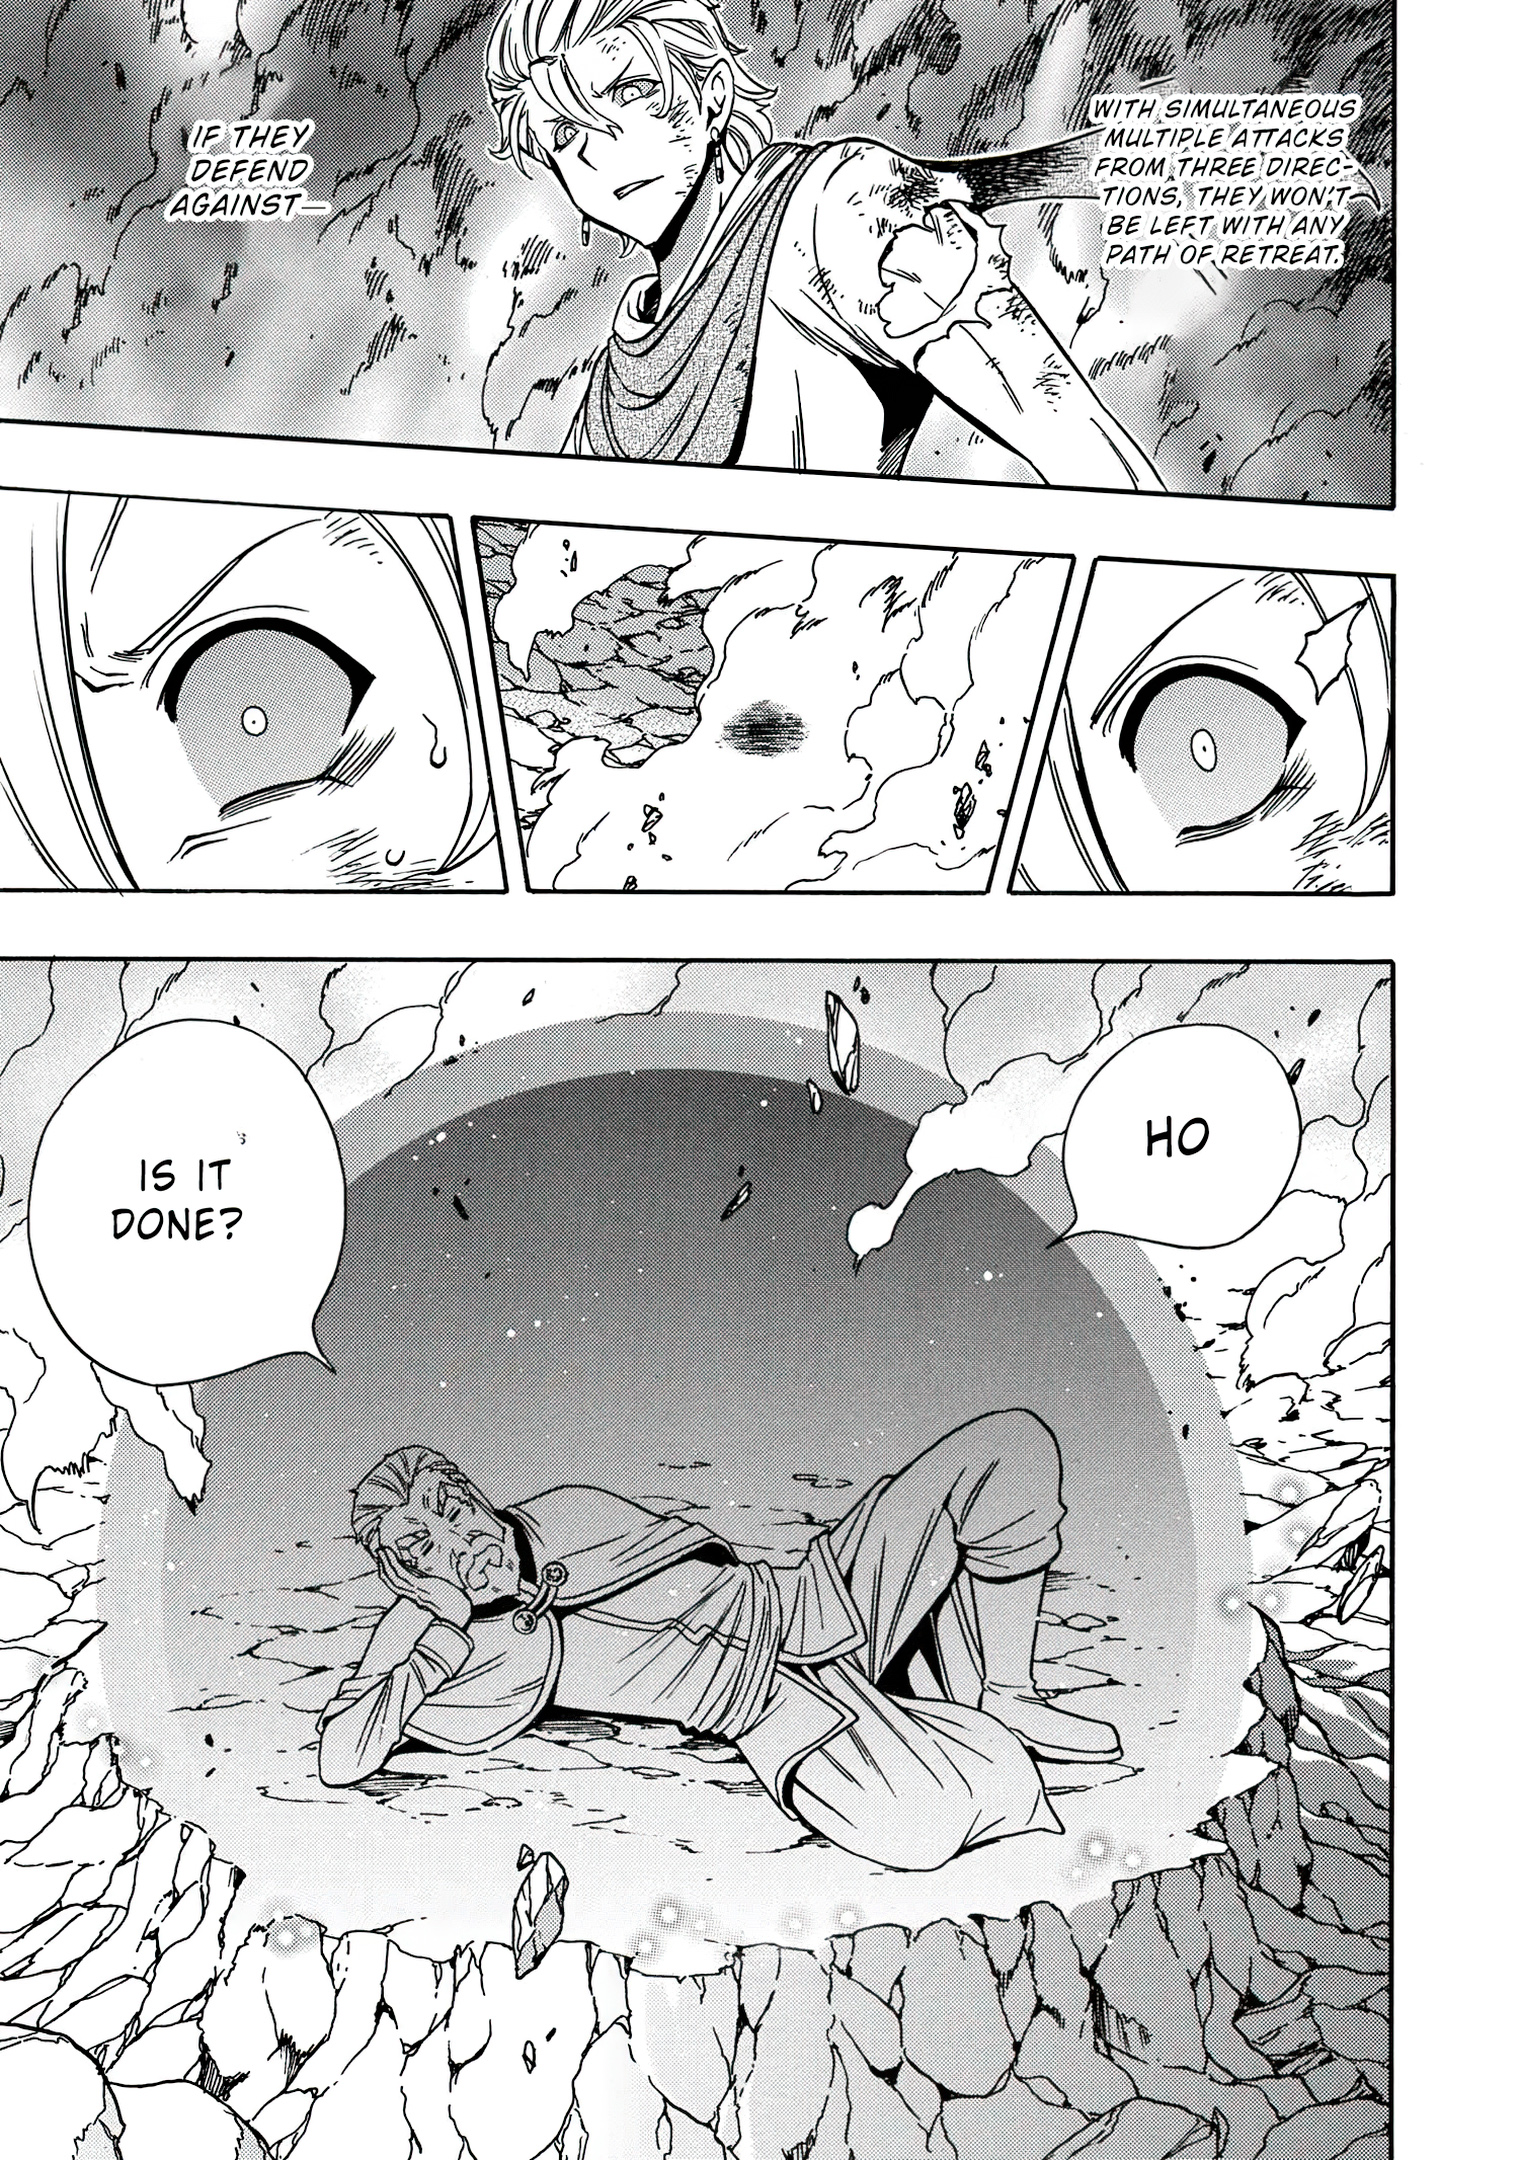 WITH SIMULTANEOUS
MULTIPLE ATTACKS
FROM THREE DIREC-
TIONS, THEY WON'T
BE LEFT WITH ANY
PATH OF RETREAT.
IF THEY
DEFEND
AGAINST—
HO
IS IT
DONE?